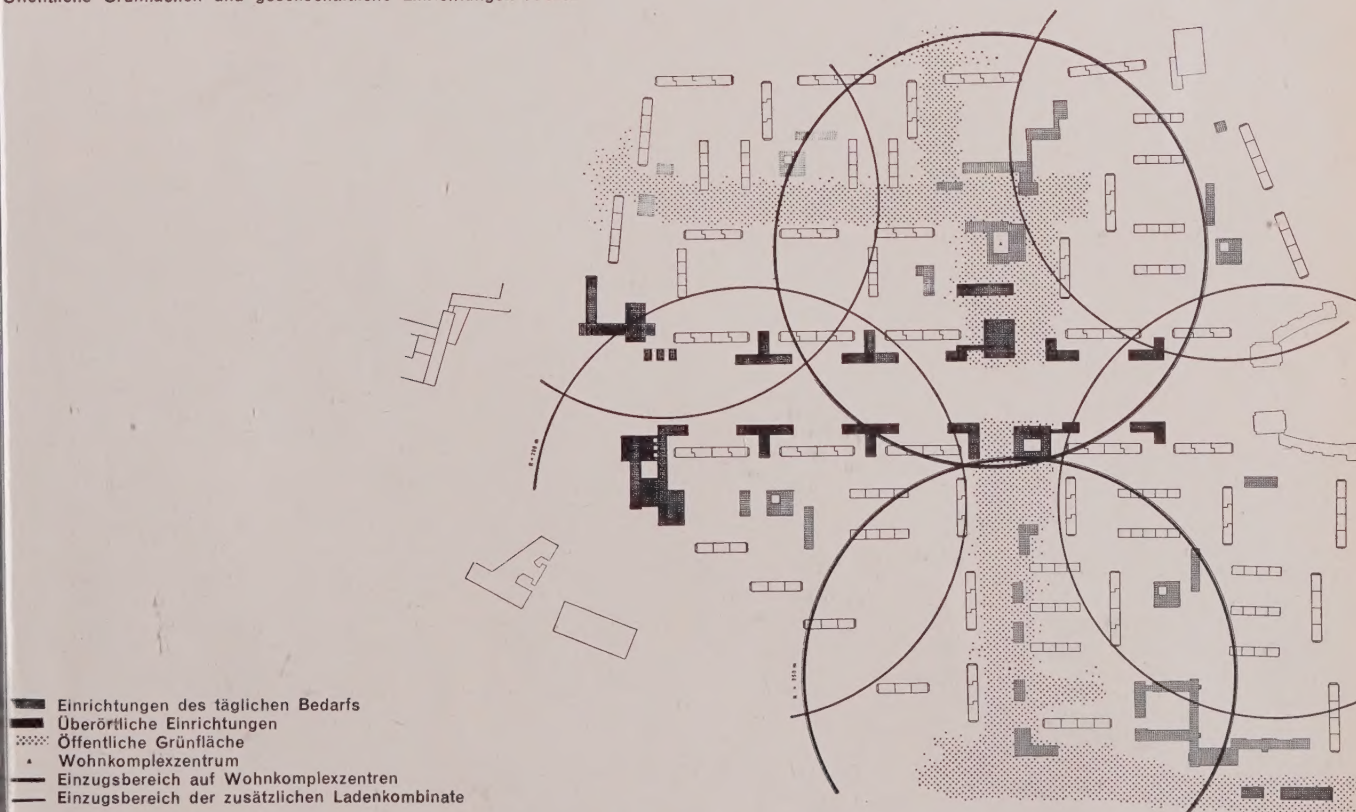 Einrichtungen des täglichen Bedarfs
Überörtliche Einrichtungen
Öffentliche Grünfläche
Wohnkomplexzentrum
Einzugsbereich auf Wohnkomplexzentren
Einzugsbereich der zusätzlichen Ladenkombinate